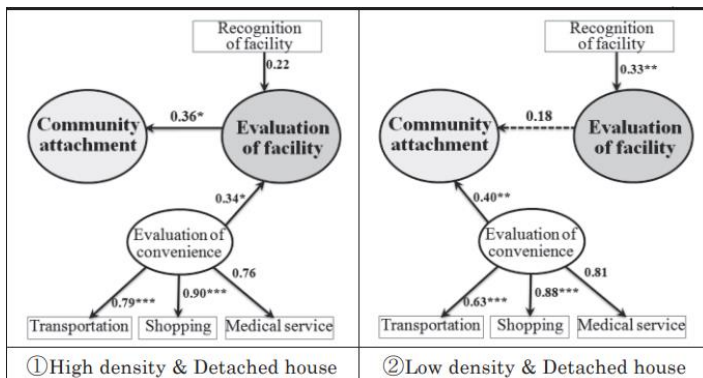 Recognition
of facility
0.22
0.36*
Community
attachment
Evaluation
of facility
0.34*
Evaluation of
convenience
0.79***
0.90***
0.76
Transportation
Shopping
Medical service
①High density & Detached house
Recognition
of facility
0.33**
0.18
Community
attachment
Evaluation
of facility
0.40**
Evaluation of
convenience
0.63***
0.88***
0.81
Transportation
Shopping
Medical service
②Low density & Detached house